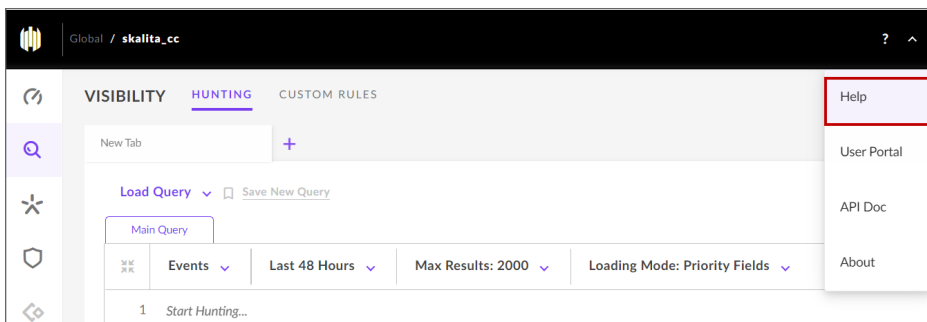 Global / skalita_cc
?
VISIBILITY HUNTING CUSTOM RULES
Help
New Tab +
User Portal
Load Query Save New Query
API Doc
Main Query
Events Last 48 Hours Max Results: 2000 Loading Mode: Priority Fields
About
1 Start Hunting...